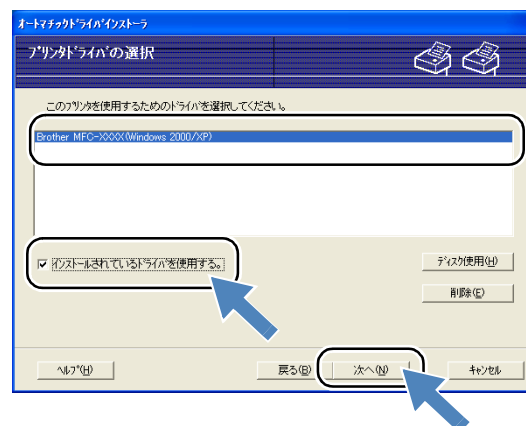 オートマチックドライバインストーラ
プリンタドライバの選択
このプリンタを使用するためのドライバを選択してください。
Brother MFC-XXXX(Windows 2000/XP)
インストールされているドライバを使用する。
ディスク使用(H)
削除(E)
ヘルプ(H)
戻る(B)
次へ(N)
キャンセル